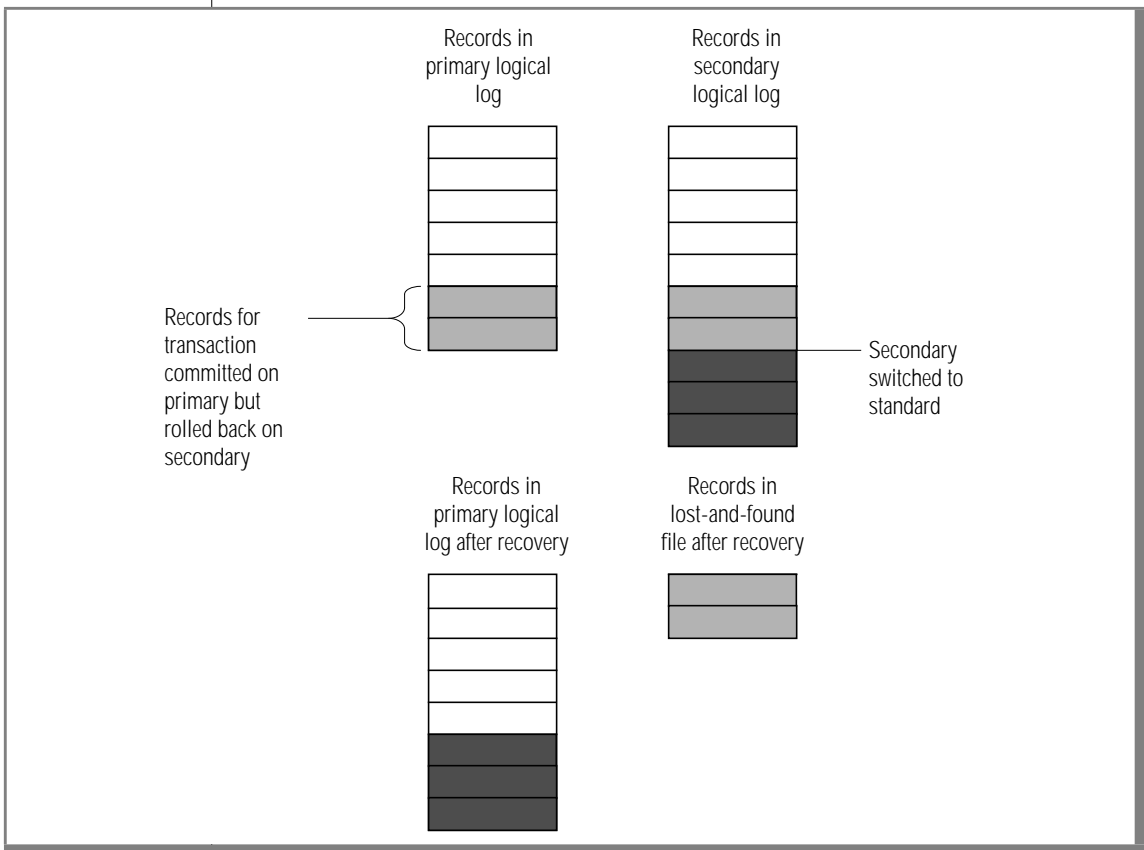 Records in
primary logical
log
Records in
secondary
logical log
Records for
transaction
committed on
primary but
rolled back on
secondary
Secondary
switched to
standard
Records in
primary logical
log after recovery
Records in
lost-and-found
file after recovery